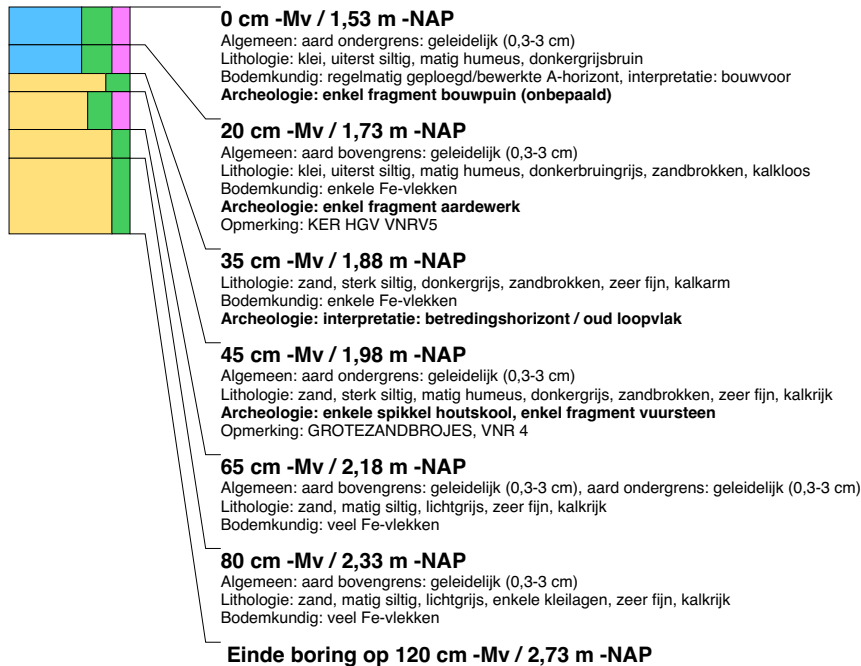 0 cm -Mv / 1,53 m -NAP
Algemeen: aard ondergrens: geleidelijk (0,3-3 cm)
Lithologie: klei, uiterst siltig, matig humeus, donkergrijsbruin
Bodemkundig: regelmatig geploegd/bewerkte A-horizont, interpretatie: bouwvoor
Archeologie: enkel fragment bouwpuin (onbepaald)
20 cm -Mv / 1,73 m -NAP
Algemeen: aard bovengrens: geleidelijk (0,3-3 cm)
Lithologie: klei, uiterst siltig, matig humeus, donkerbruingrijs, zandbrokken, kalkloos
Bodemkundig: enkele Fe-vlekken
Archeologie: enkel fragment aardewerk
Opmerking: KER HGV VNRV5
35 cm -Mv / 1,88 m -NAP
Lithologie: zand, sterk siltig, donkergrijs, zandbrokken, zeer fijn, kalkarm
Bodemkundig: enkele Fe-vlekken
Archeologie: interpretatie: betredingshorizont / oud loopvlak
45 cm -Mv / 1,98 m -NAP
Algemeen: aard ondergrens: geleidelijk (0,3-3 cm)
Lithologie: zand, sterk siltig, matig humeus, donkergrijs, zandbrokken, zeer fijn, kalkrijk
Archeologie: enkele spikkel houtskool, enkel fragment vuursteen
Opmerking: GROTEZANDBROJES, VNR 4
65 cm -Mv / 2,18 m -NAP
Algemeen: aard bovengrens: geleidelijk (0,3-3 cm), aard ondergrens: geleidelijk (0,3-3 cm)
Lithologie: zand, matig siltig, lichtgrijs, zeer fijn, kalkrijk
Bodemkundig: veel Fe-vlekken
80 cm -Mv / 2,33 m -NAP
Algemeen: aard bovengrens: geleidelijk (0,3-3 cm)
Lithologie: zand, matig siltig, lichtgrijs, enkele kleilagen, zeer fijn, kalkrijk
Bodemkundig: veel Fe-vlekken
Einde boring op 120 cm -Mv / 2,73 m -NAP